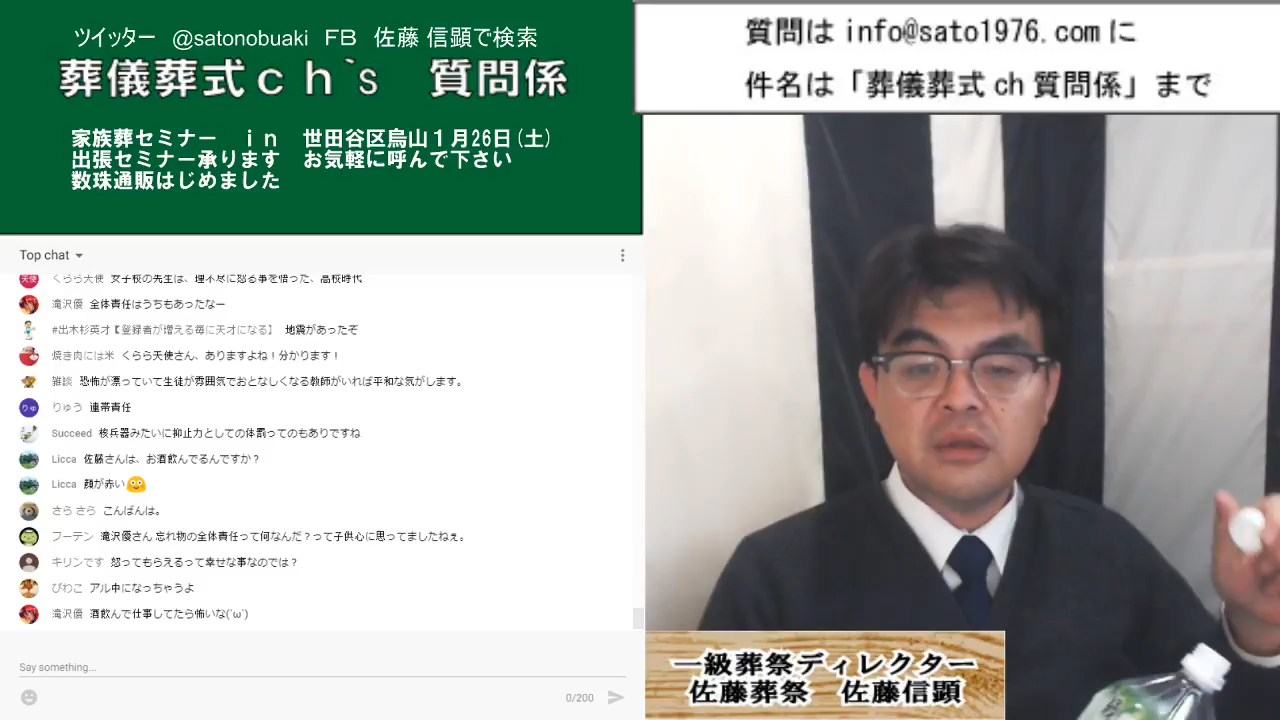 ツイッター @satonobuaki FB 佐藤 信顕で検索
葬儀葬式ch`s 質問係
家族葬セミナー in 世田谷区烏山1月26日(土)
出張セミナー承ります お気軽に呼んで下さい
数珠通販はじめました
質問は info@sato1976.com に
件名は「葬儀葬式 ch 質問係」まで
Top chat
天使 くらら天使 女子校の先生は、理不尽に怒る事を悟った、高校時代
滝沢優 全体責任はうちもあったなー
#出木杉英才【登録者が増える毎に天才になる】 地震があったぞ
焼き肉には米 くらら天使さん、ありますよね！分かります！
雑談 恐怖が漂っていて生徒が雰囲気でおとなしくなる教師がいれば平和な気がします。
りゅ りゅう 連帯責任
Succeed 核兵器みたいに抑止力としての体罰ってのもありですね
Licca 佐藤さんは、お酒飲んでるんですか？
Licca 顔が赤い
さら さら こんばんは。
フーテン 滝沢優さん 忘れ物の全体責任って何なんだ？って子供心に思ってましたねぇ。
キリンです 怒ってもらえるって幸せな事なのでは？
びわこ アル中になっちゃうよ
滝沢優 酒飲んで仕事してたら怖いな(´ω`)
Say something...
0/200
一級葬祭ディレクター
佐藤葬祭 佐藤信顕